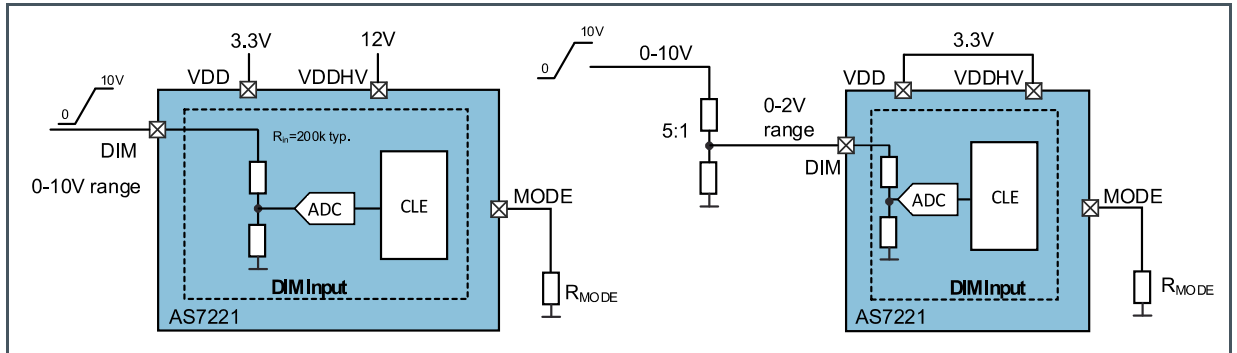 3.3V
12V
VDD
VDDHV
10V
0
DIM
0-10V range
Rin=200k typ.
ADC
CLE
MODE
DIM Input
RMODE
AS7221
10V
0
0-10V
5:1
0-2V
range
DIM
3.3V
VDD
VDDHV
ADC
CLE
MODE
DIM Input
RMODE
AS7221